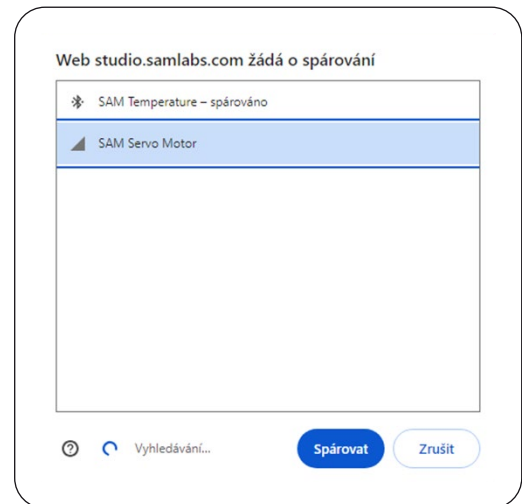 Web studio.samlabs.com žádá o spárování
SAM Temperature – spárováno
SAM Servo Motor
Vyhledávání...
Spárovat
Zrušit